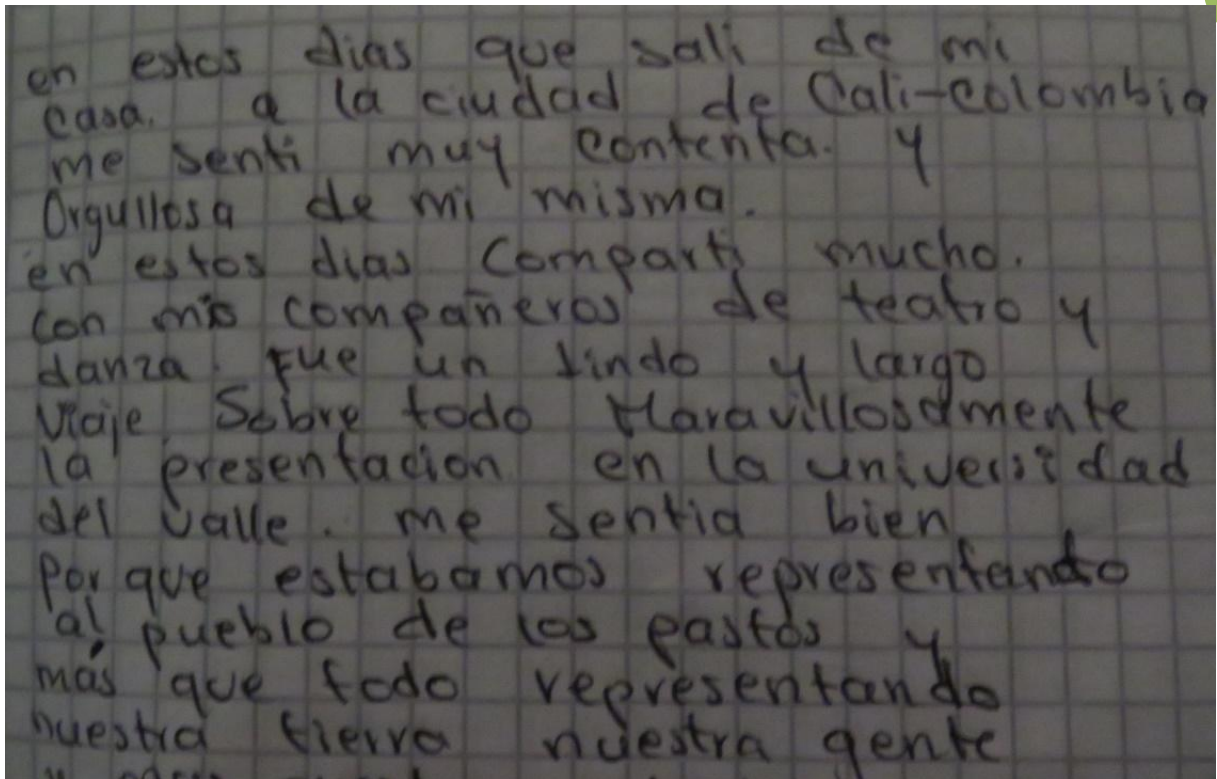 en estos dias que sali de mi
casa. a la ciudad de Cali-Colombia
me senti muy contenta. y
Orgullosa de mi misma.
en estos dias Comparti mucho.
con mis compañeros de teatro y
danza. Fue un lindo y largo
viaje. Sobre todo Maravillosamente
la presentacion en la universidad
del valle. me sentia bien
Por que estabamos representando
al pueblo de los pastos y
más que todo representando
nuestra tierra nuestra gente